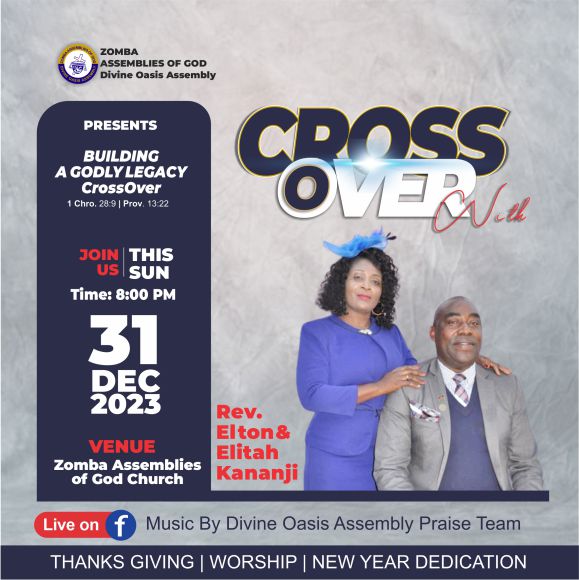 ZOMBA
ASSEMBLIES OF GOD
Divine Oasis Assembly
PRESENTS
BUILDING
A GODLY LEGACY
CrossOver
1 Chro. 28:9 | Prov. 13:22
JOIN US | THIS SUN
Time: 8:00 PM
31
DEC
2023
VENUE
Zomba Assemblies
of God Church
CROSS
OVER
With
Rev.
Elton &
Elitah
Kananji
Live on f
Music By Divine Oasis Assembly Praise Team
THANKS GIVING | WORSHIP | NEW YEAR DEDICATION